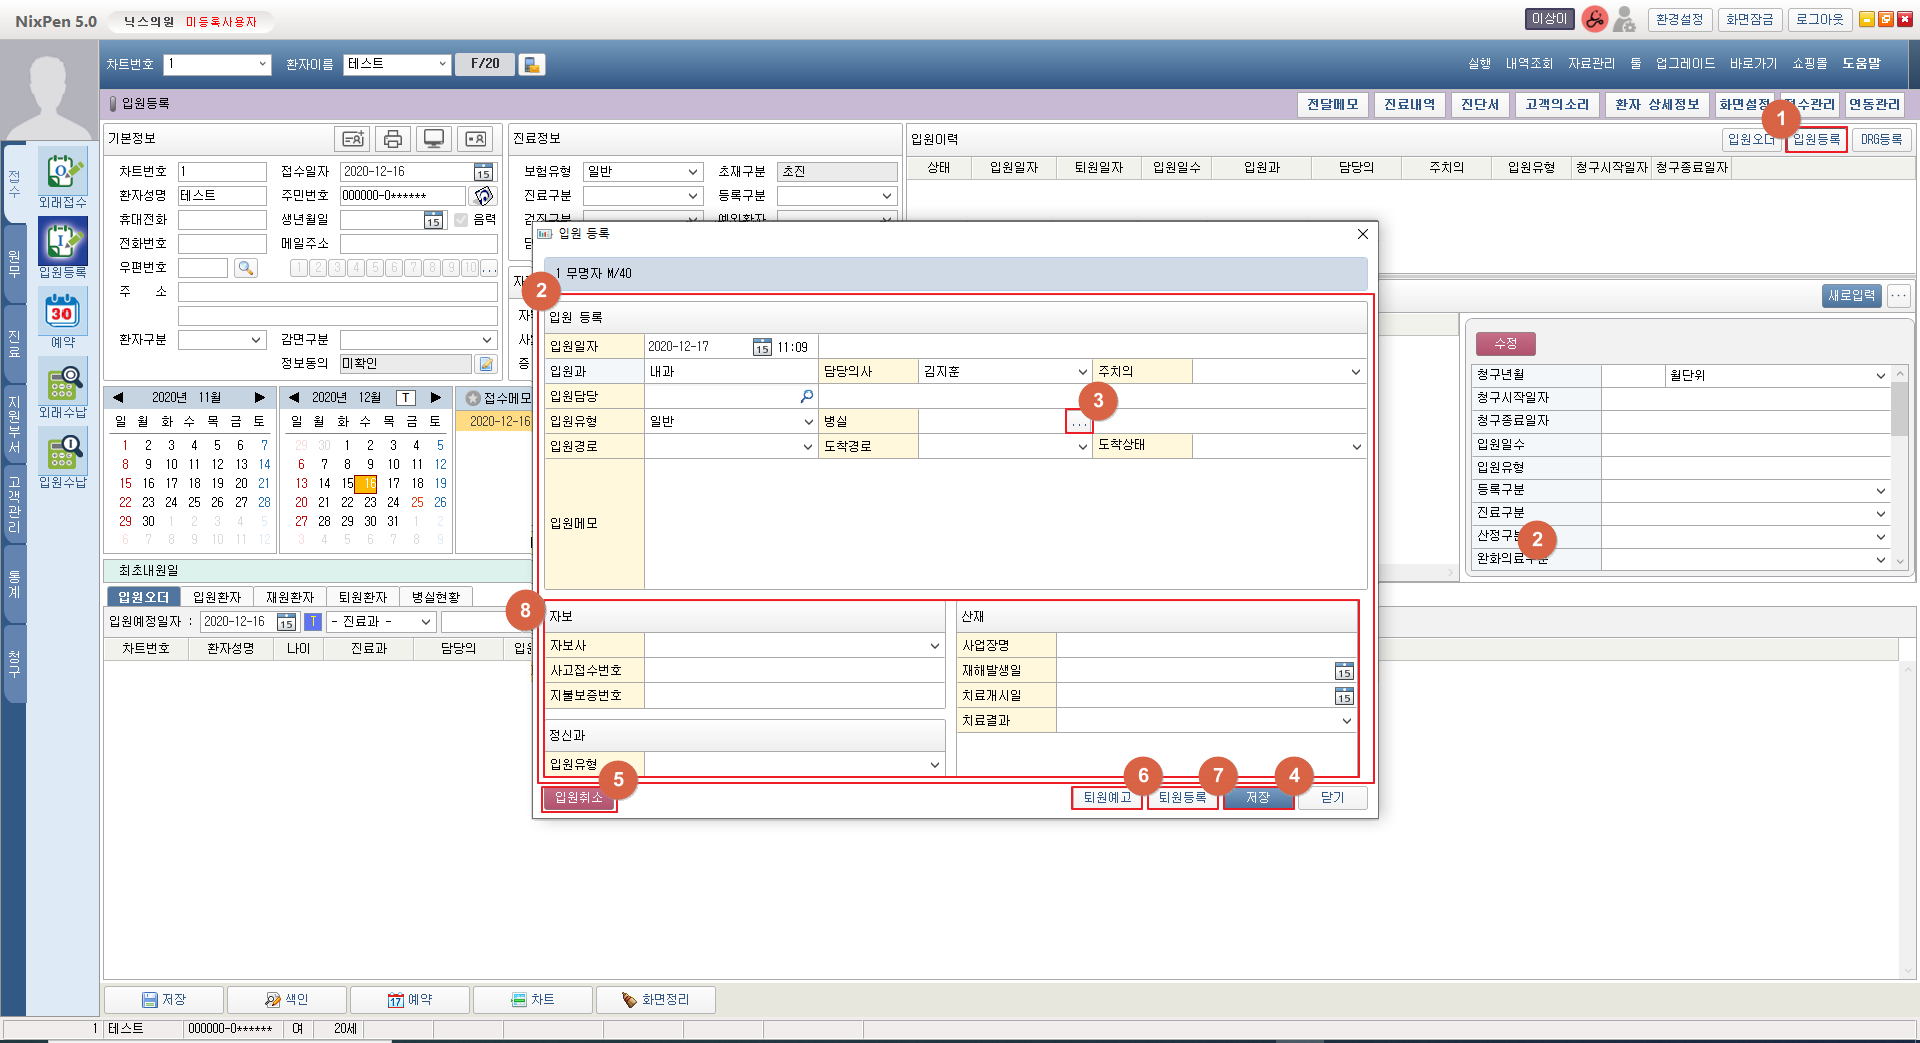 NixPen 5.0 닉스의원 미등록사용자 이상이 환경설정 화면잠금 로그아웃
차트번호 1 환자이름 테스트 F/20 실행 내역조회 자료관리 툴 업그레이드 바로가기 쇼핑몰 도움말
입원등록 전달메모 진료내역 진단서 고객의소리 환자 상세정보 화면설정 접수관리 연동관리
1
기본정보 진료정보 입원이력 입원오더 입원등록 DRG등록
차트번호 1 접수일자 2020-12-16 15 보험유형 일반 초재구분 초진 상태 입원일자 퇴원일자 입원일수 입원과 담당의 주치의 입원유형 청구시작일자 청구종료일자
환자성명 테스트 주민번호 000000-0****** 진료구분 등록구분
휴대전화 생년월일 15 음력 검진구분 예외환자
전화번호 메일주소
우편번호 1 2 3 4 5 6 7 8 9 10 ...
주 소
환자구분 감면구분
정보동의 미확인
접수
원무
진료
지원부서
고객관리
통계
청구
외래접수
입원등록
30
예약
외래수납
입원수납
2020년 11월
일 월 화 수 목 금 토
1 2 3 4 5 6 7
8 9 10 11 12 13 14
15 16 17 18 19 20 21
22 23 24 25 26 27 28
29 30 1 2 3 4 5
6 7 8 9 10 11 12
2020년 12월 T
일 월 화 수 목 금 토
29 30 1 2 3 4 5
6 7 8 9 10 11 12
13 14 15 16 17 18 19
20 21 22 23 24 25 26
27 28 29 30 31 1 2
3 4 5 6 7 8 9
접수메모
2020-12-16
최초내원일
입원오더 입원환자 재원환자 퇴원환자 병실현황
입원예정일자 : 2020-12-16 15 T - 진료과 -
차트번호 환자성명 나이 진료과 담당의
입원 등록
1 무명자 M/40
2
입원 등록
입원일자 2020-12-17 15 11:09
입원과 내과 담당의사 김지훈 주치의
입원담당
3
입원유형 일반 병실 ...
입원경로 도착경로 도착상태
입원메모
8
자보 산재
자보사 사업장명
사고접수번호 재해발생일 15
지불보증번호 치료개시일 15
치료결과
정신과
입원유형
5 6 7 4
입원취소 퇴원예고 퇴원등록 저장 닫기
새로입력 ...
수정
청구년월 월단위
청구시작일자
청구종료일자
입원일수
입원유형
등록구분
진료구분
산정구분
2
완화의료구분
저장 색인 17 예약 차트 화면정리
1 테스트 000000-0****** 여 20세